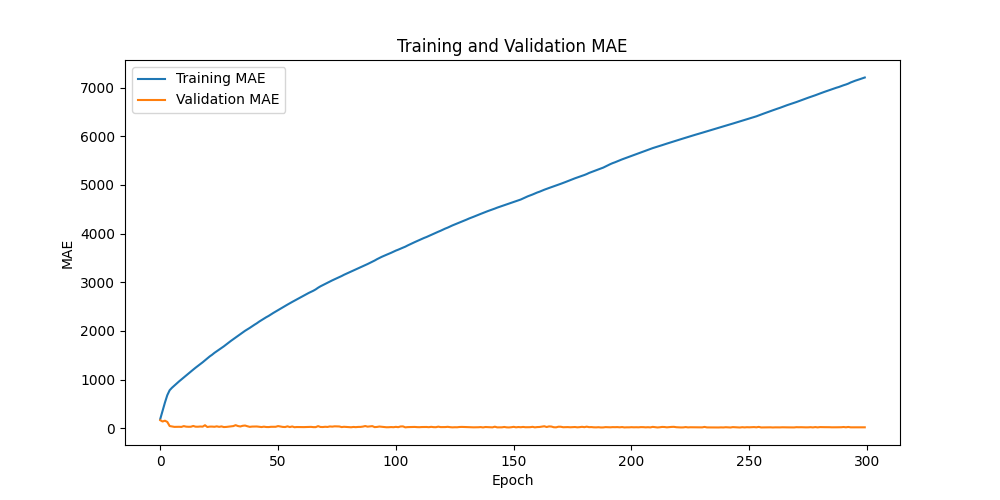 Training and Validation MAE
Training MAE
Validation MAE
MAE
7000
6000
5000
4000
3000
2000
1000
0
0 50 100 150 200 250 300
Epoch